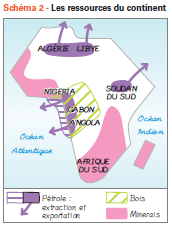 Schéma 2 - Les ressources du continent
ALGÉRIE LIBYE
NIGERIA
SOUDAN
DU SUD
GABON
ANGOLA
Océan
Indien
Océan
Atlantique
AFRIQUE
DU SUD
Pétrole :
extraction et
exportation
Bois
Minerais